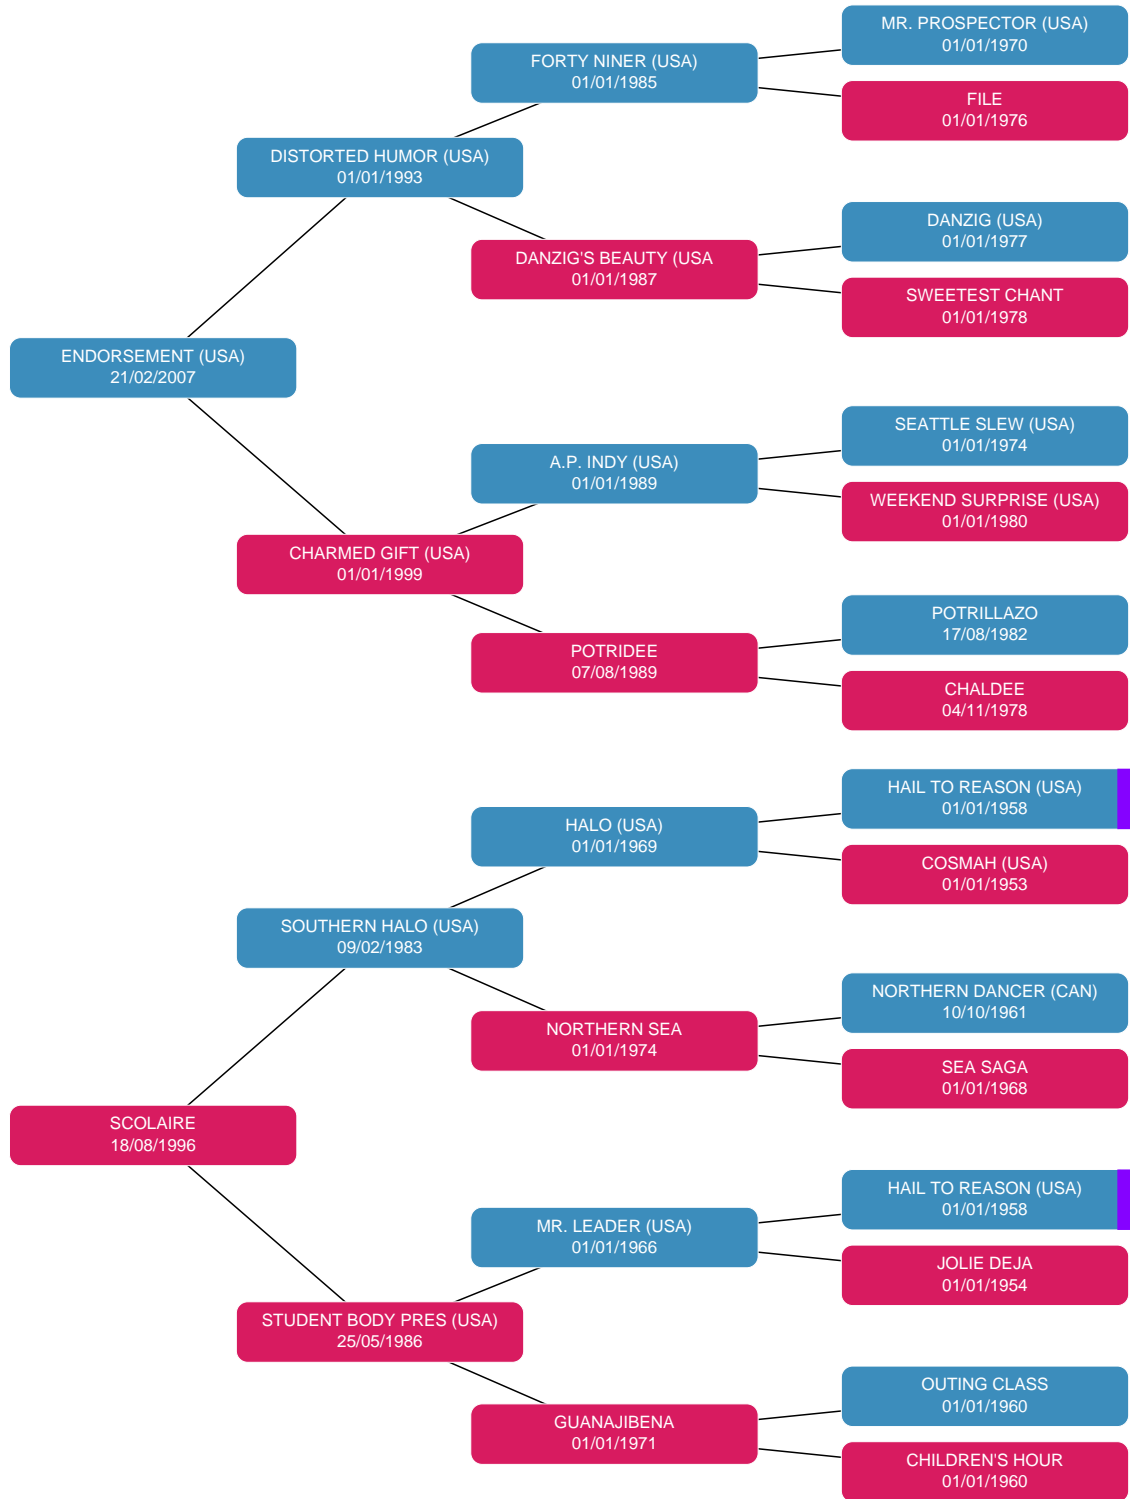 MR. PROSPECTOR (USA)
01/01/1970
FORTY NINER (USA)
01/01/1985
FILE
01/01/1976
DISTORTED HUMOR (USA)
01/01/1993
DANZIG (USA)
01/01/1977
DANZIG'S BEAUTY (USA
01/01/1987
SWEETEST CHANT
01/01/1978
ENDORSEMENT (USA)
21/02/2007
SEATTLE SLEW (USA)
01/01/1974
A.P. INDY (USA)
01/01/1989
WEEKEND SURPRISE (USA)
01/01/1980
CHARMED GIFT (USA)
01/01/1999
POTRILLAZO
17/08/1982
POTRIDEE
07/08/1989
CHALDEE
04/11/1978
HAIL TO REASON (USA)
01/01/1958
HALO (USA)
01/01/1969
COSMAH (USA)
01/01/1953
SOUTHERN HALO (USA)
09/02/1983
NORTHERN DANCER (CAN)
10/10/1961
NORTHERN SEA
01/01/1974
SEA SAGA
01/01/1968
SCOLAIRE
18/08/1996
HAIL TO REASON (USA)
01/01/1958
MR. LEADER (USA)
01/01/1966
JOLIE DEJA
01/01/1954
STUDENT BODY PRES (USA)
25/05/1986
OUTING CLASS
01/01/1960
GUANAJIBENA
01/01/1971
CHILDREN'S HOUR
01/01/1960